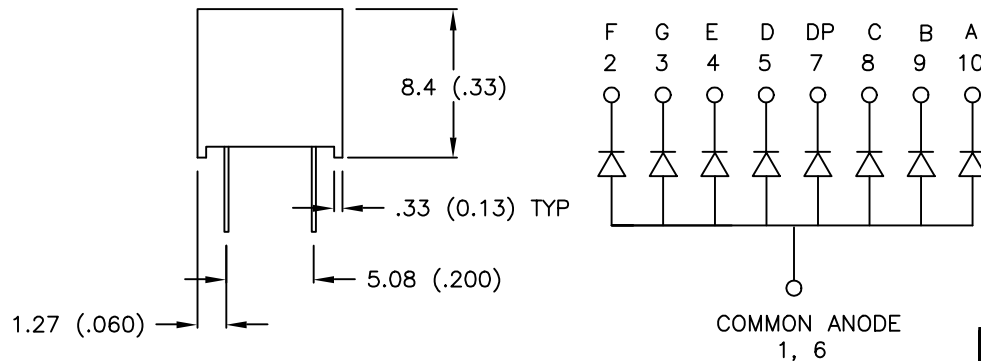 F G E D DP C B A
2 3 4 5 7 8 9 10
8.4 (.33)
.33 (0.13) TYP
5.08 (.200)
1.27 (.060)
COMMON ANODE
1, 6